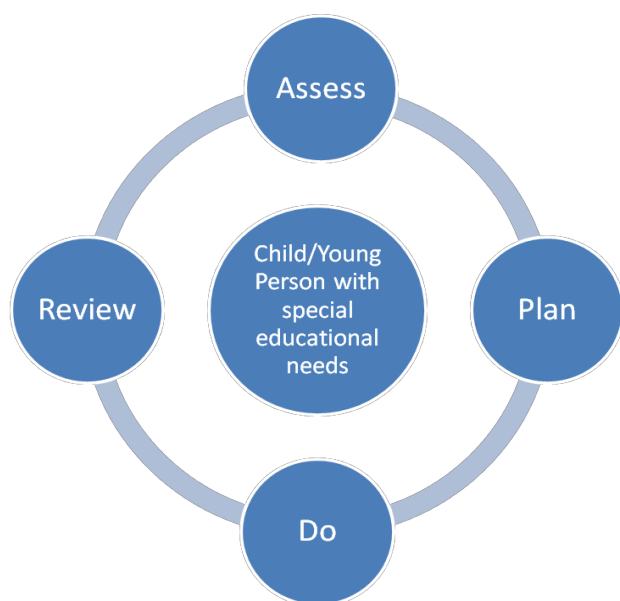 Assess
Child/Young
Person with
special
educational
needs
Review
Plan
Do